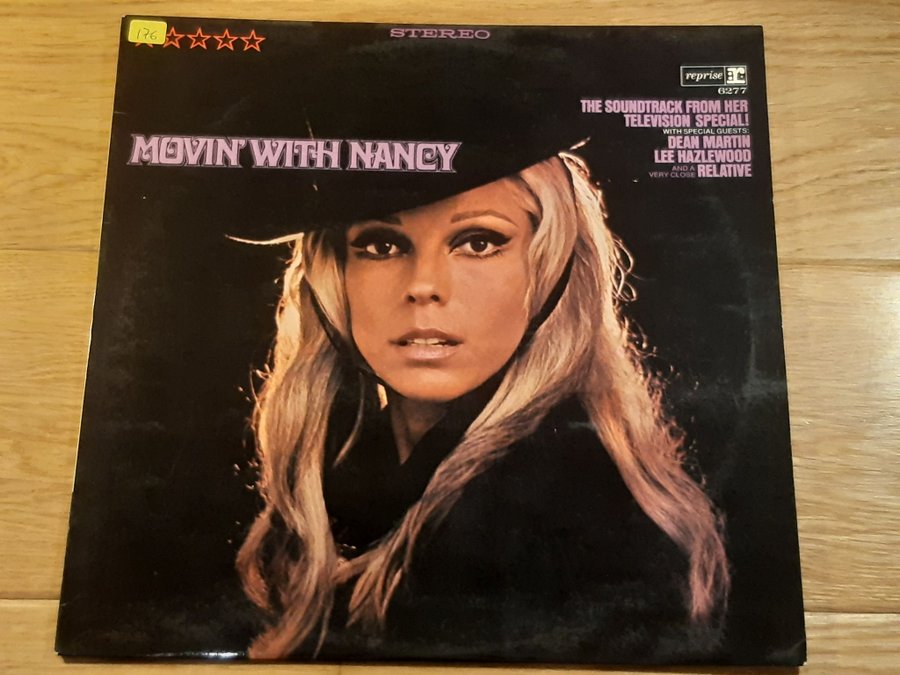 176
STEREO
reprise
6277
THE SOUNDTRACK FROM HER
TELEVISION SPECIAL!
WITH SPECIAL GUESTS:
DEAN MARTIN
LEE HAZLEWOOD
AND A
VERY CLOSE RELATIVE
MOVIN' WITH NANCY